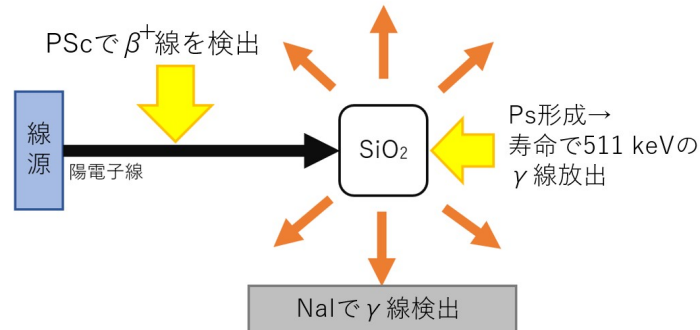 PScでβ⁺線を検出
線源
陽電子線
SiO₂
Ps形成→
寿命で511 keVの
γ線放出
NaIでγ線検出